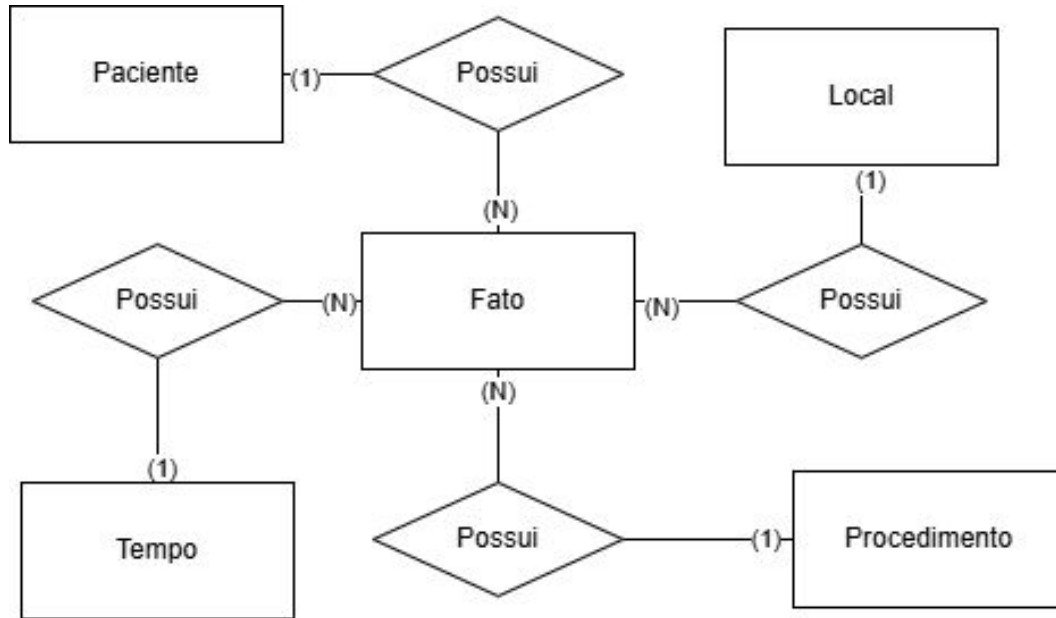 Paciente
(1)
Possui
Local
(1)
(N)
Possui
(N)
Fato
(N)
Possui
(N)
(1)
Tempo
Possui
(1)
Procedimento